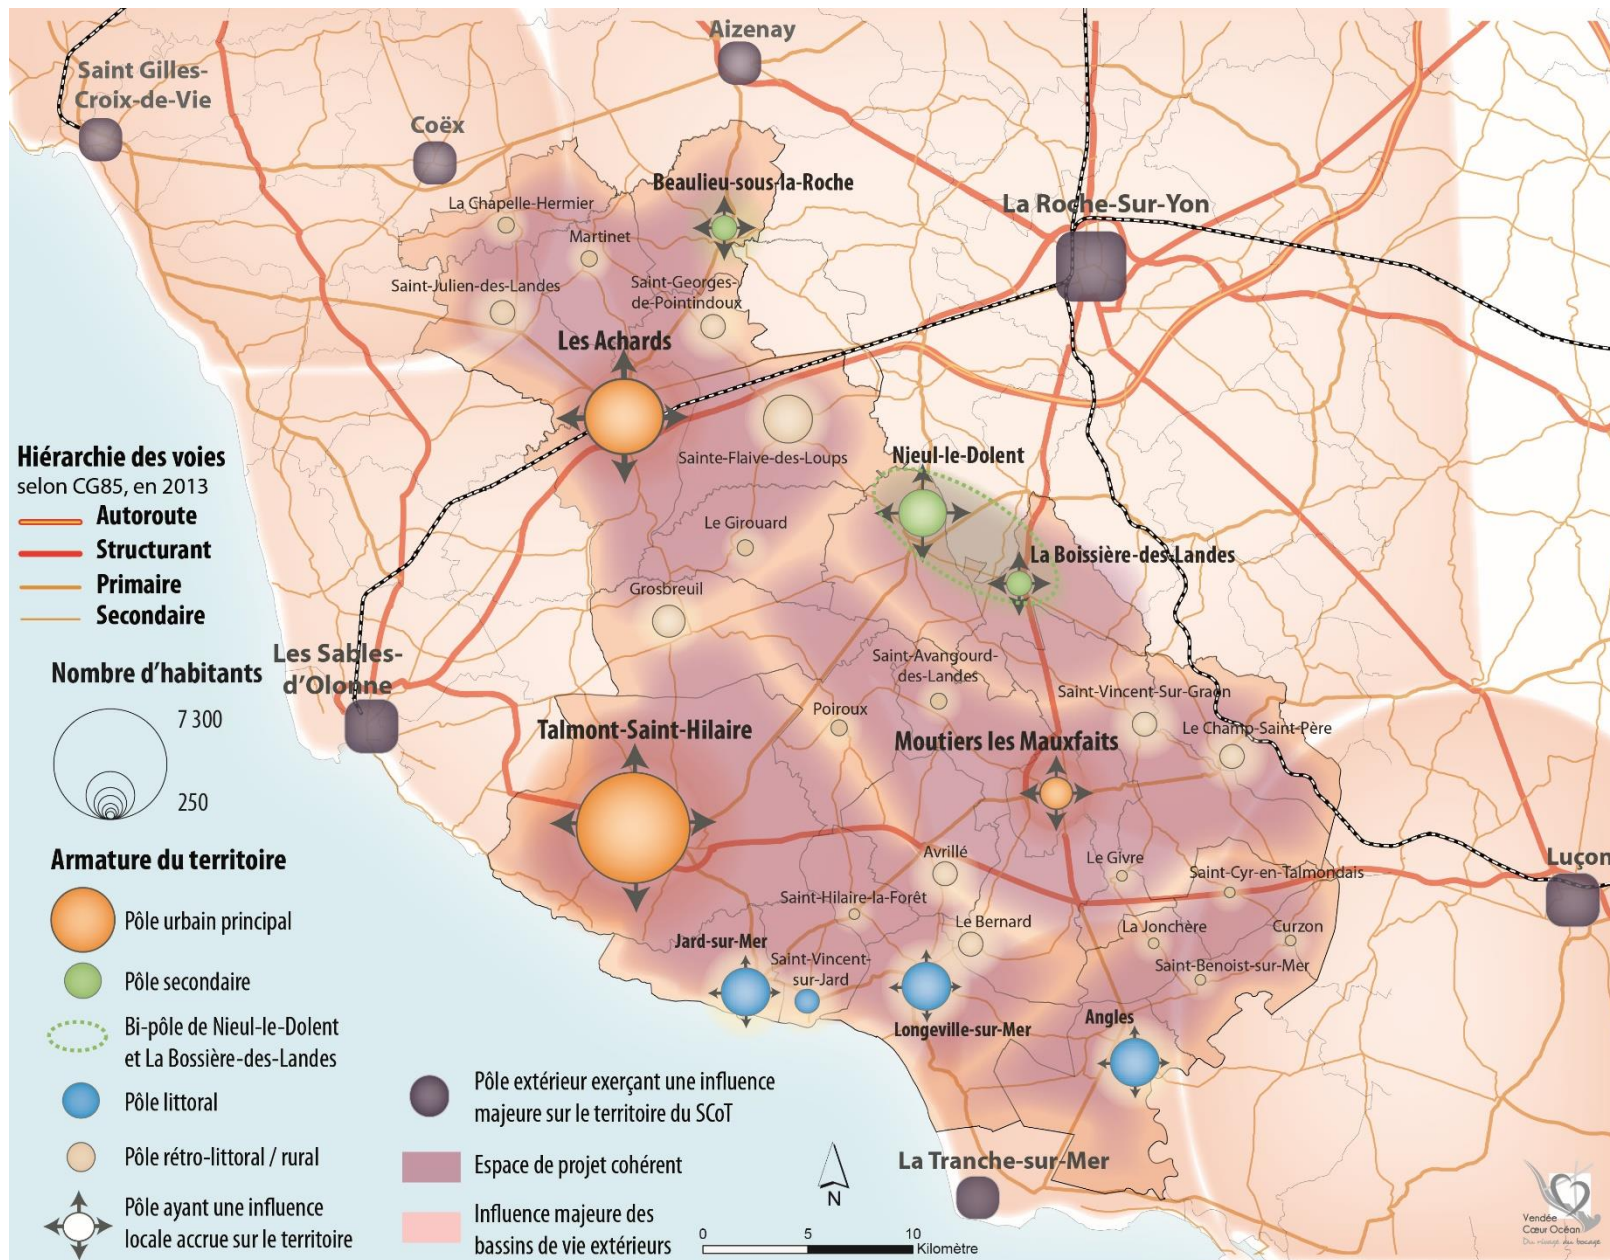 Aizenay
Saint Gilles-
Croix-de-Vie
Coëx
Beaulieu-sous-la-Roche
La Chapelle-Hermier
La Roche-Sur-Yon
Martinet
Saint-Julien-des-Landes
Saint-Georges-
de-Pointindoux
Les Achards
Sainte-Flaive-des-Loups
Nieul-le-Dolent
Le Girouard
La Boissière-des-Landes
Grosbreuil
Les Sables-
d'Olonne
Saint-Avangourd-
des-Landes
Saint-Vincent-Sur-Graon
Poiroux
Le Champ-Saint-Père
Talmont-Saint-Hilaire
Moutiers les Mauxfaits
Avrillé
Le Givre
Luçon
Saint-Cyr-en-Talmondais
Saint-Hilaire-la-Forêt
Le Bernard
La Jonchère
Curzon
Jard-sur-Mer
Saint-Vincent-
sur-Jard
Saint-Benoist-sur-Mer
Longeville-sur-Mer
Angles
La Tranche-sur-Mer
Hiérarchie des voies
selon CG85, en 2013
Autoroute
Structurant
Primaire
Secondaire
Nombre d'habitants
7 300
250
Armature du territoire
Pôle urbain principal
Pôle secondaire
Bi-pôle de Nieul-le-Dolent
et La Bossière-des-Landes
Pôle littoral
Pôle rétro-littoral / rural
Pôle ayant une influence
locale accrue sur le territoire
Pôle extérieur exerçant une influence
majeure sur le territoire du SCoT
Espace de projet cohérent
Influence majeure des
bassins de vie extérieurs
N
0 5 10
Kilomètre
Vendée
Cœur Océan
Du rivage au bocage